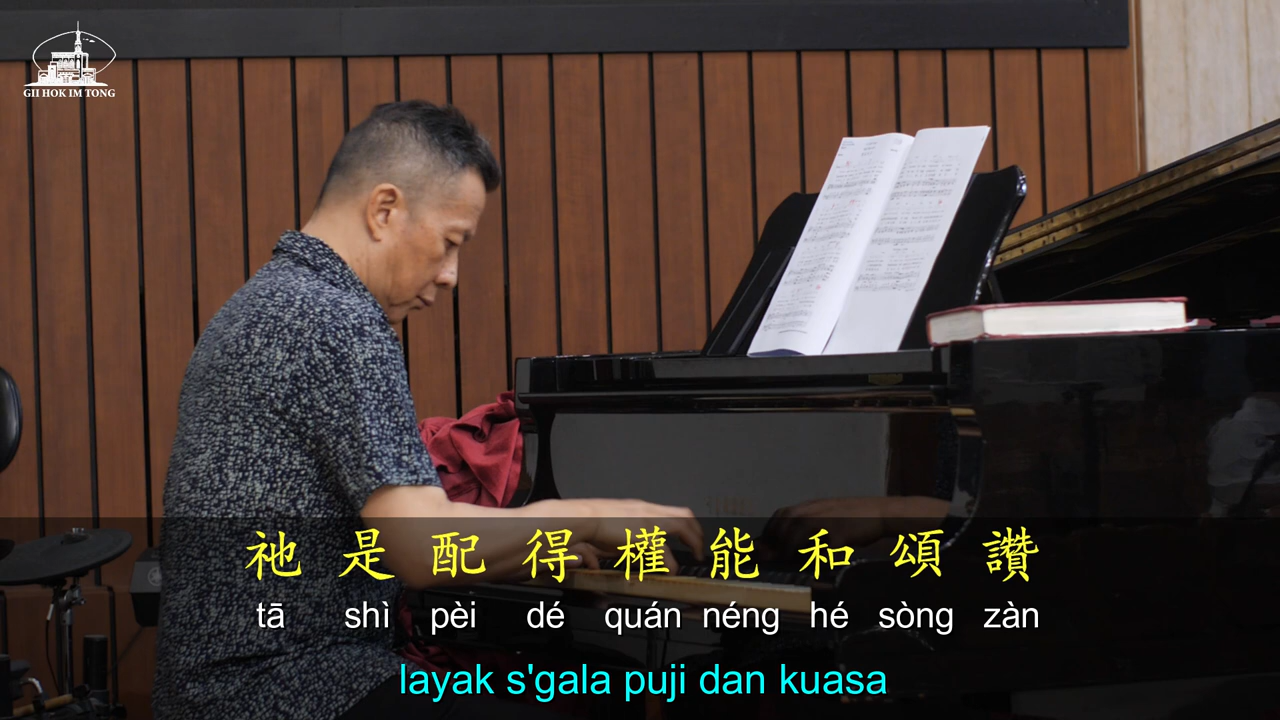 GII HOK IM TONG
祂是配得權能和頌讚
tā shì pèi dé quán néng hé sòng zàn
layak s'gala puji dan kuasa